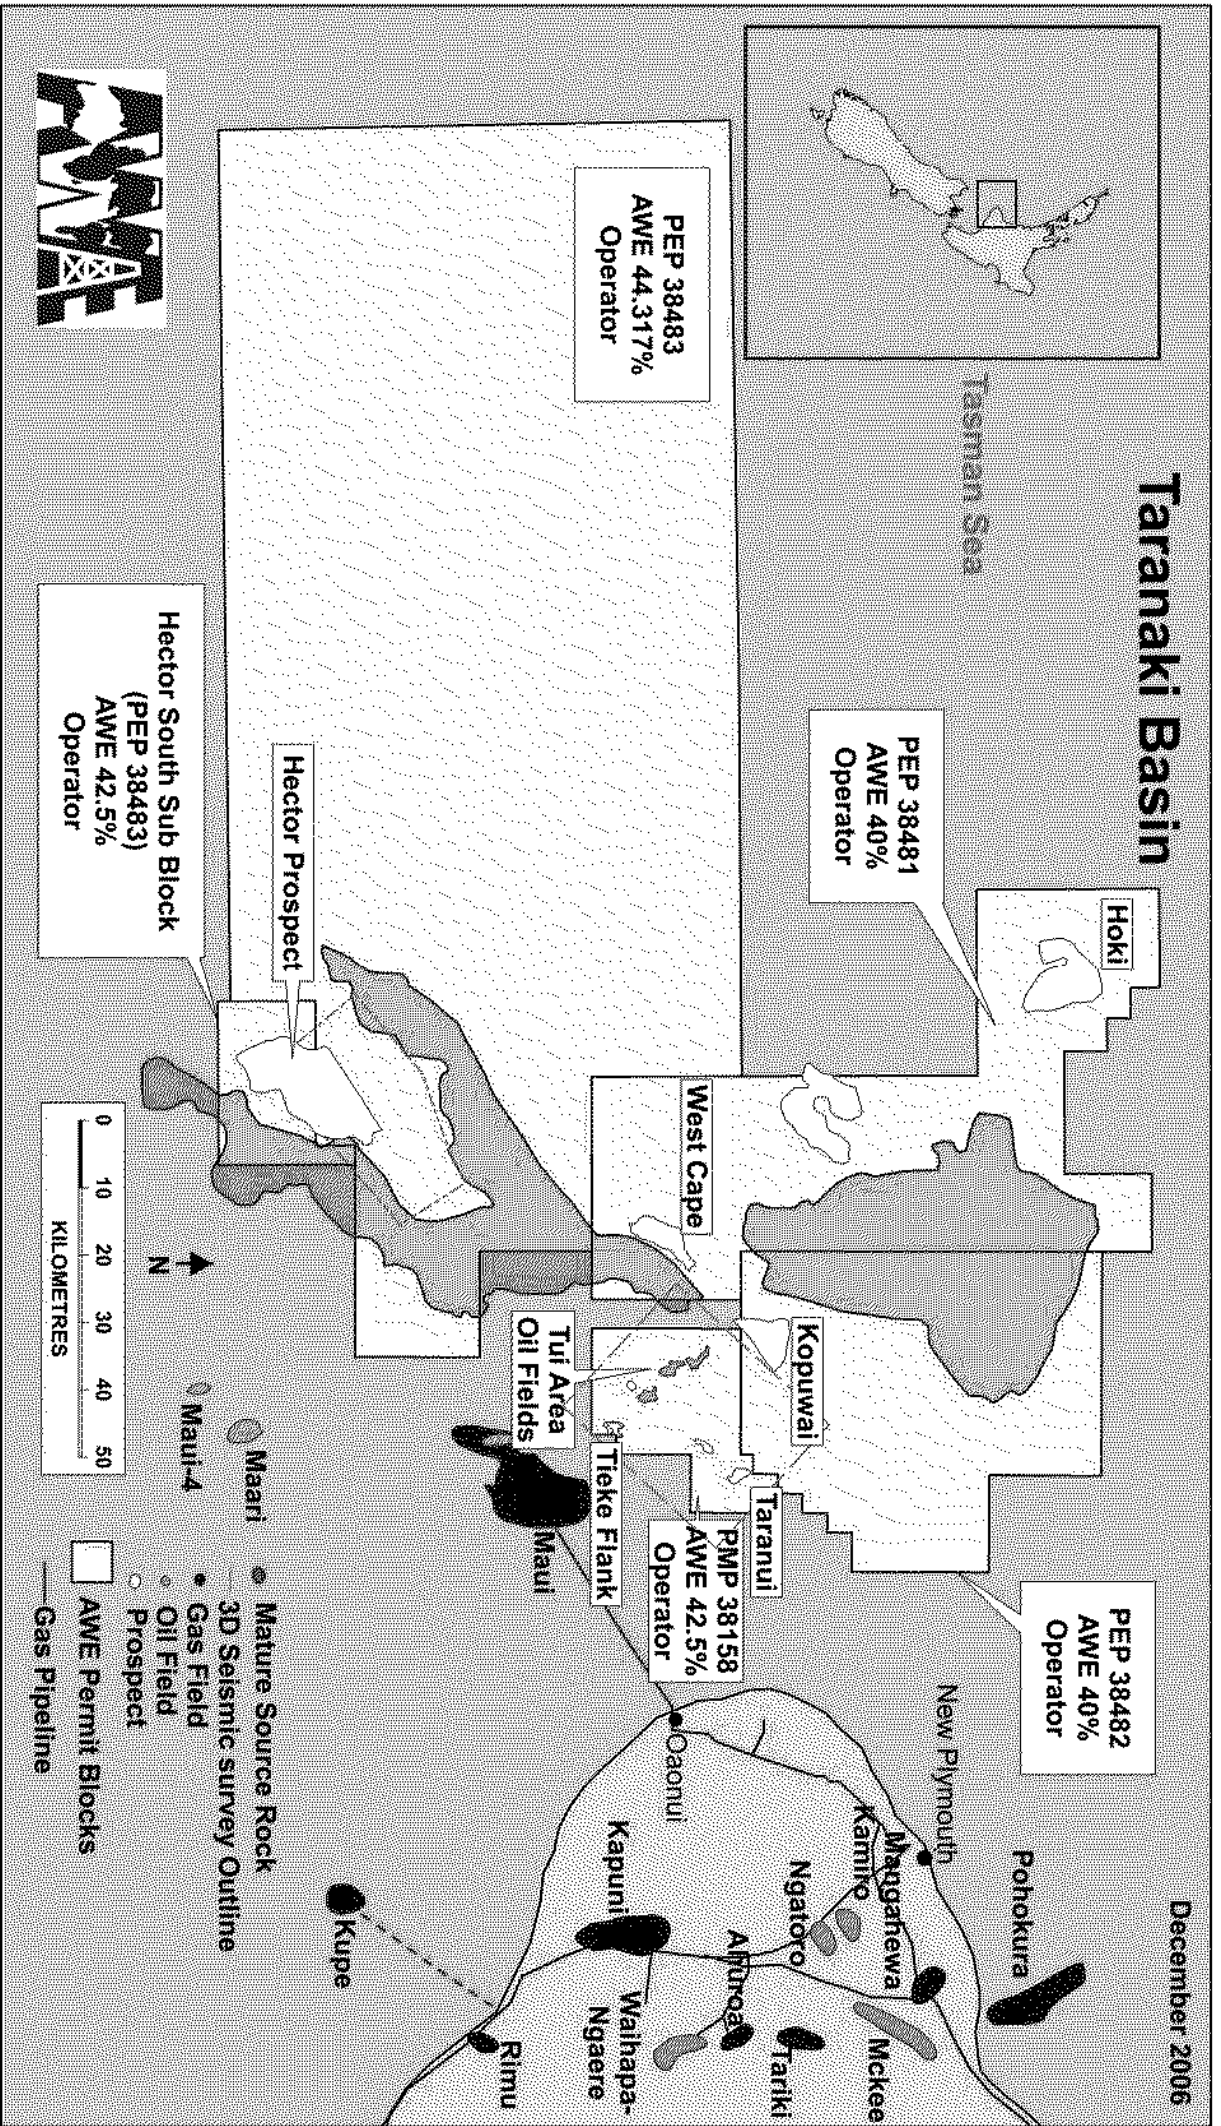 Taranaki Basin
December 2006
Tasman Sea
PEP 38483
AWE 44.317%
Operator
PEP 38481
AWE 40%
Operator
Hoki
PEP 38482
AWE 40%
Operator
New Plymouth
Pohokura
West Cape
Kopuwai
Taranui
PMP 38158
AWE 42.5%
Operator
Tui Area
Oil Fields
Tieke Flank
Maui
Oaonui
Kamiro
Manganewa
Mckee
Ngatoro
Ahuroa
Tariki
Kapuni
Waihapa-
Ngaere
Rimu
Kupe
Hector Prospect
Hector South Sub Block
(PEP 38483)
AWE 42.5%
Operator
Maari
Maui-4
N
0 10 20 30 40 50
KILOMETRES
Mature Source Rock
3D Seismic survey Outline
Gas Field
Oil Field
Prospect
AWE Permit Blocks
Gas Pipeline
AWE